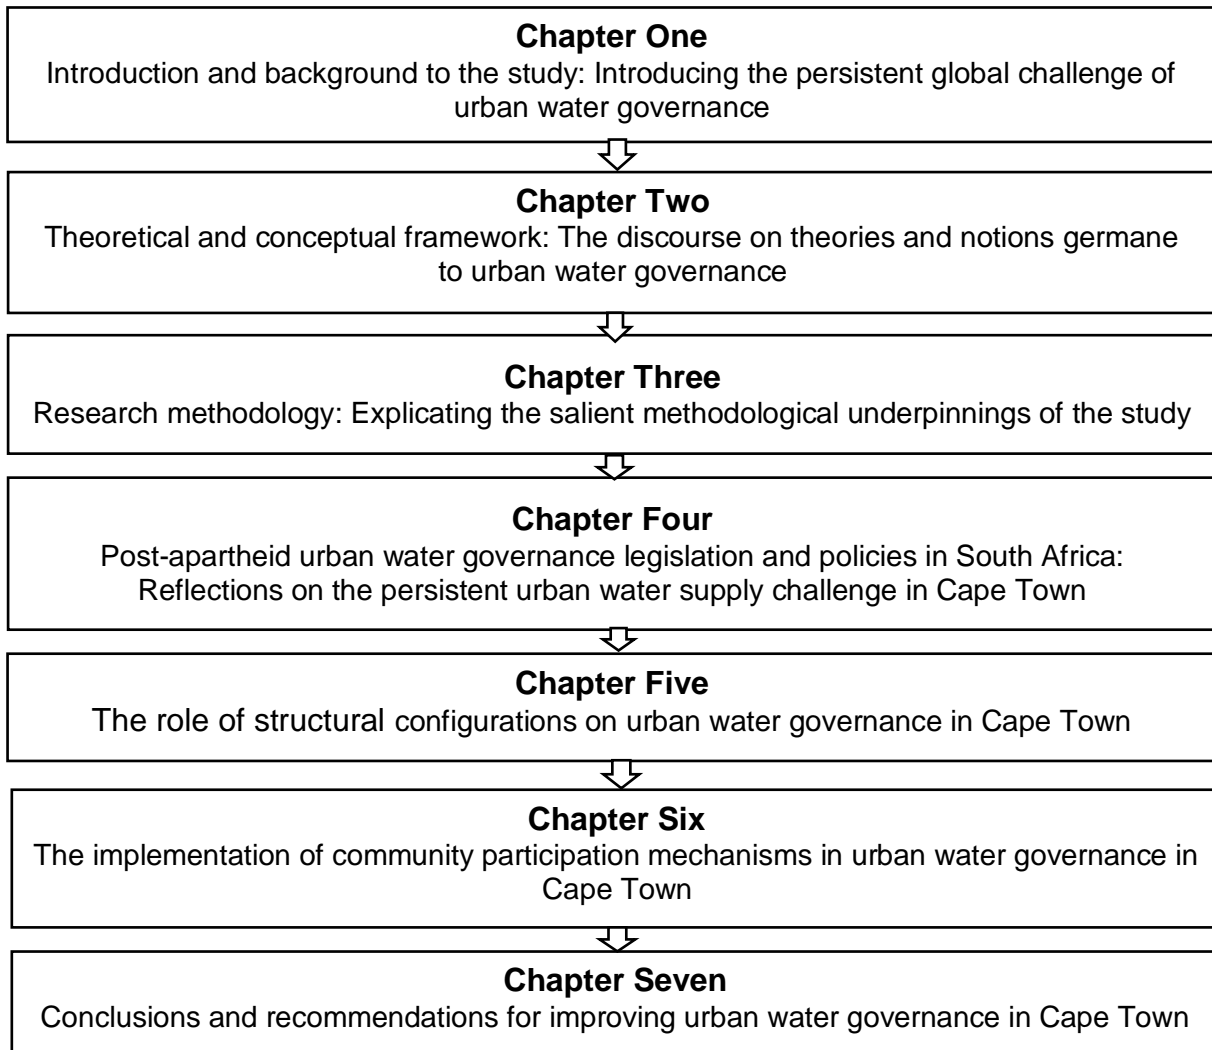 Chapter One
Introduction and background to the study: Introducing the persistent global challenge of
urban water governance
Chapter Two
Theoretical and conceptual framework: The discourse on theories and notions germane
to urban water governance
Chapter Three
Research methodology: Explicating the salient methodological underpinnings of the study
Chapter Four
Post-apartheid urban water governance legislation and policies in South Africa:
Reflections on the persistent urban water supply challenge in Cape Town
Chapter Five
The role of structural configurations on urban water governance in Cape Town
Chapter Six
The implementation of community participation mechanisms in urban water governance in
Cape Town
Chapter Seven
Conclusions and recommendations for improving urban water governance in Cape Town